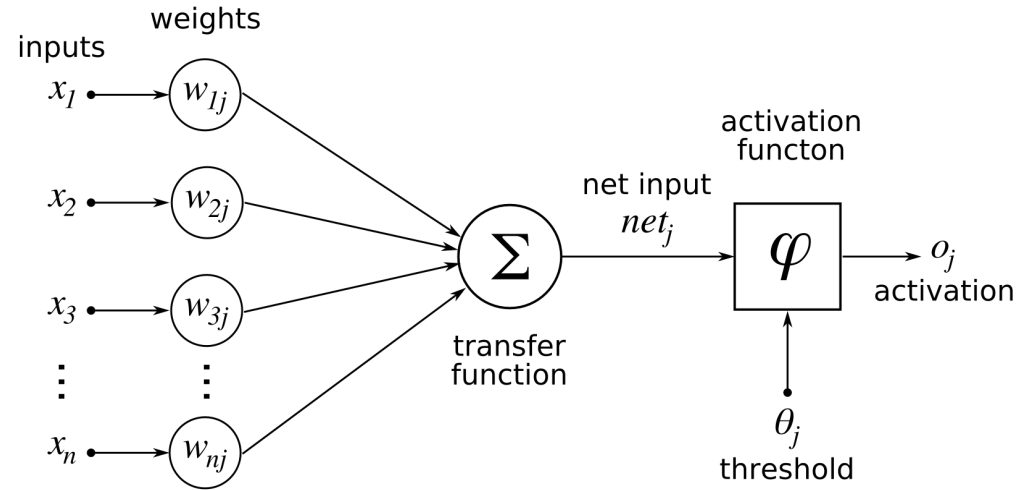 weights
inputs
x1
w1j
x2
w2j
x3
w3j
⋮ ⋮
xn
wnj
Σ
transfer
function
net input
netj
activation
functon
φ
oj
activation
θj
threshold